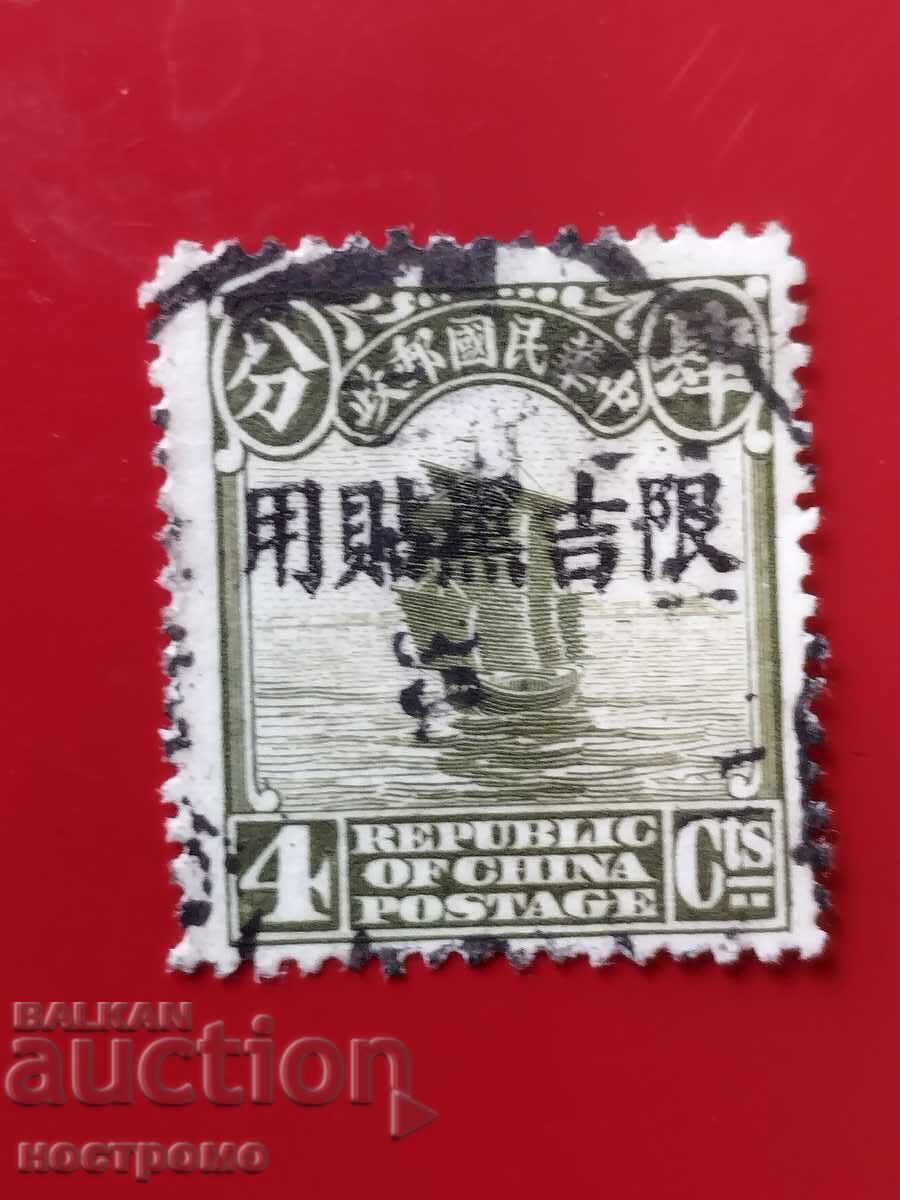 肆分
中華民國郵政
限吉黑貼用
4 Cts
REPUBLIC
OF CHINA
POSTAGE
BALKAN
auction
ностромо